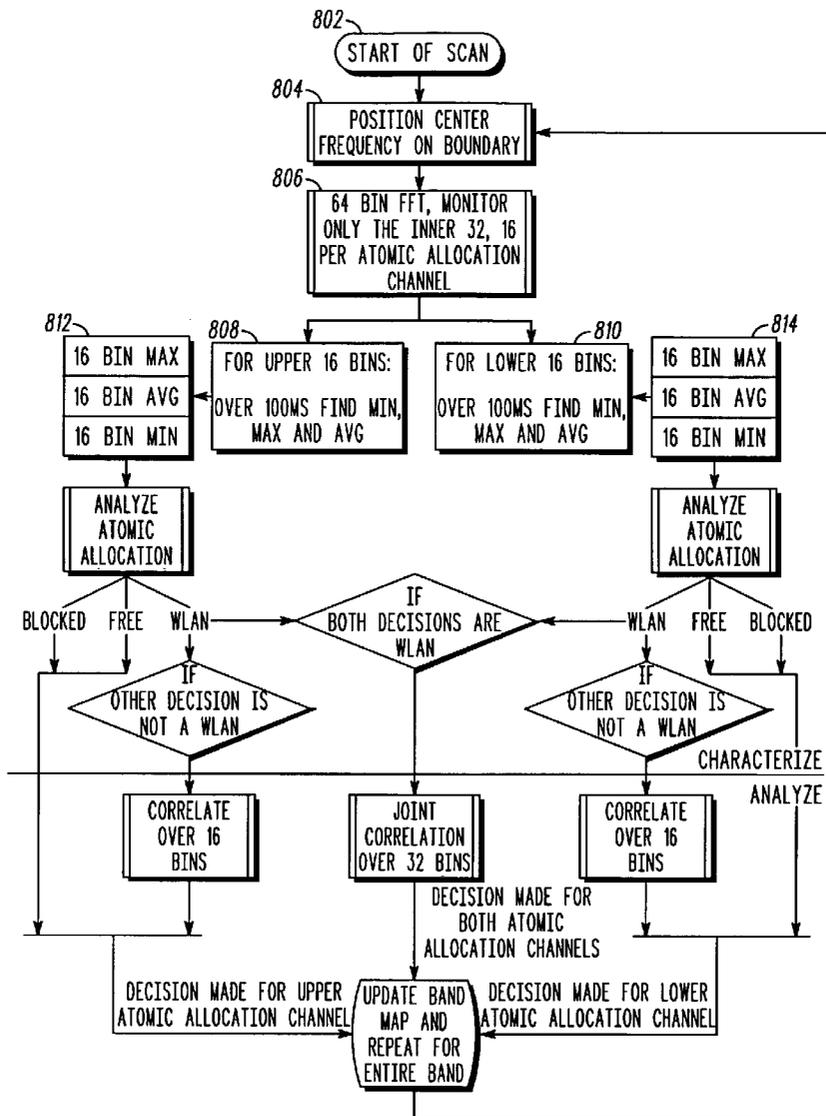 802
START OF SCAN
804
POSITION CENTER
FREQUENCY ON BOUNDARY
806
64 BIN FFT, MONITOR
ONLY THE INNER 32, 16
PER ATOMIC ALLOCATION
CHANNEL
812
16 BIN MAX
16 BIN AVG
16 BIN MIN
808
FOR UPPER 16 BINS:
OVER 100MS FIND MIN,
MAX AND AVG
810
FOR LOWER 16 BINS:
OVER 100MS FIND MIN,
MAX AND AVG
814
16 BIN MAX
16 BIN AVG
16 BIN MIN
ANALYZE
ATOMIC
ALLOCATION
ANALYZE
ATOMIC
ALLOCATION
BLOCKED FREE WLAN
IF
BOTH DECISIONS ARE
WLAN
WLAN FREE BLOCKED
IF
OTHER DECISION IS
NOT A WLAN
IF
OTHER DECISION IS
NOT A WLAN
CHARACTERIZE
ANALYZE
CORRELATE
OVER 16
BINS
JOINT
CORRELATION
OVER 32 BINS
CORRELATE
OVER 16
BINS
DECISION MADE FOR
BOTH ATOMIC
ALLOCATION CHANNELS
DECISION MADE FOR UPPER
ATOMIC ALLOCATION CHANNEL
UPDATE BAND
MAP AND
REPEAT FOR
ENTIRE BAND
DECISION MADE FOR LOWER
ATOMIC ALLOCATION CHANNEL